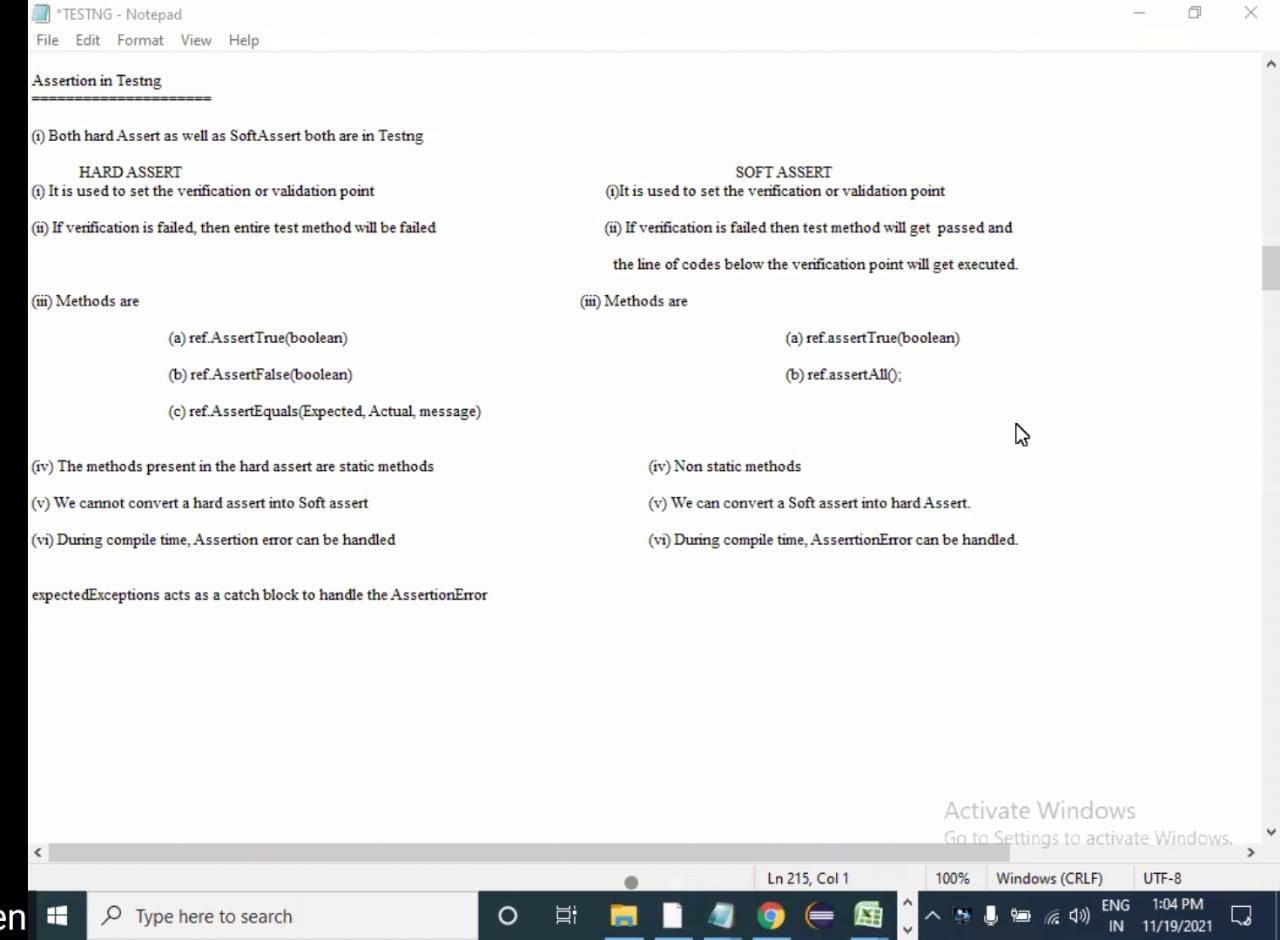 *TESTNG - Notepad
File Edit Format View Help
Assertion in Testng
=====================
(i) Both hard Assert as well as SoftAssert both are in Testng
HARD ASSERT SOFT ASSERT
(i) It is used to set the verification or validation point (i)It is used to set the verification or validation point
(ii) If verification is failed, then entire test method will be failed (ii) If verification is failed then test method will get passed and
the line of codes below the verification point will get executed.
(iii) Methods are (iii) Methods are
(a) ref.AssertTrue(boolean) (a) ref.assertTrue(boolean)
(b) ref.AssertFalse(boolean) (b) ref.assertAll();
(c) ref.AssertEquals(Expected, Actual, message)
(iv) The methods present in the hard assert are static methods (iv) Non static methods
(v) We cannot convert a hard assert into Soft assert (v) We can convert a Soft assert into hard Assert.
(vi) During compile time, Assertion error can be handled (vi) During compile time, AsserrtionError can be handled.
expectedExceptions acts as a catch block to handle the AssertionError
Activate Windows
Go to Settings to activate Windows.
Ln 215, Col 1 100% Windows (CRLF) UTF-8
en Type here to search ENG 1:04 PM
IN 11/19/2021